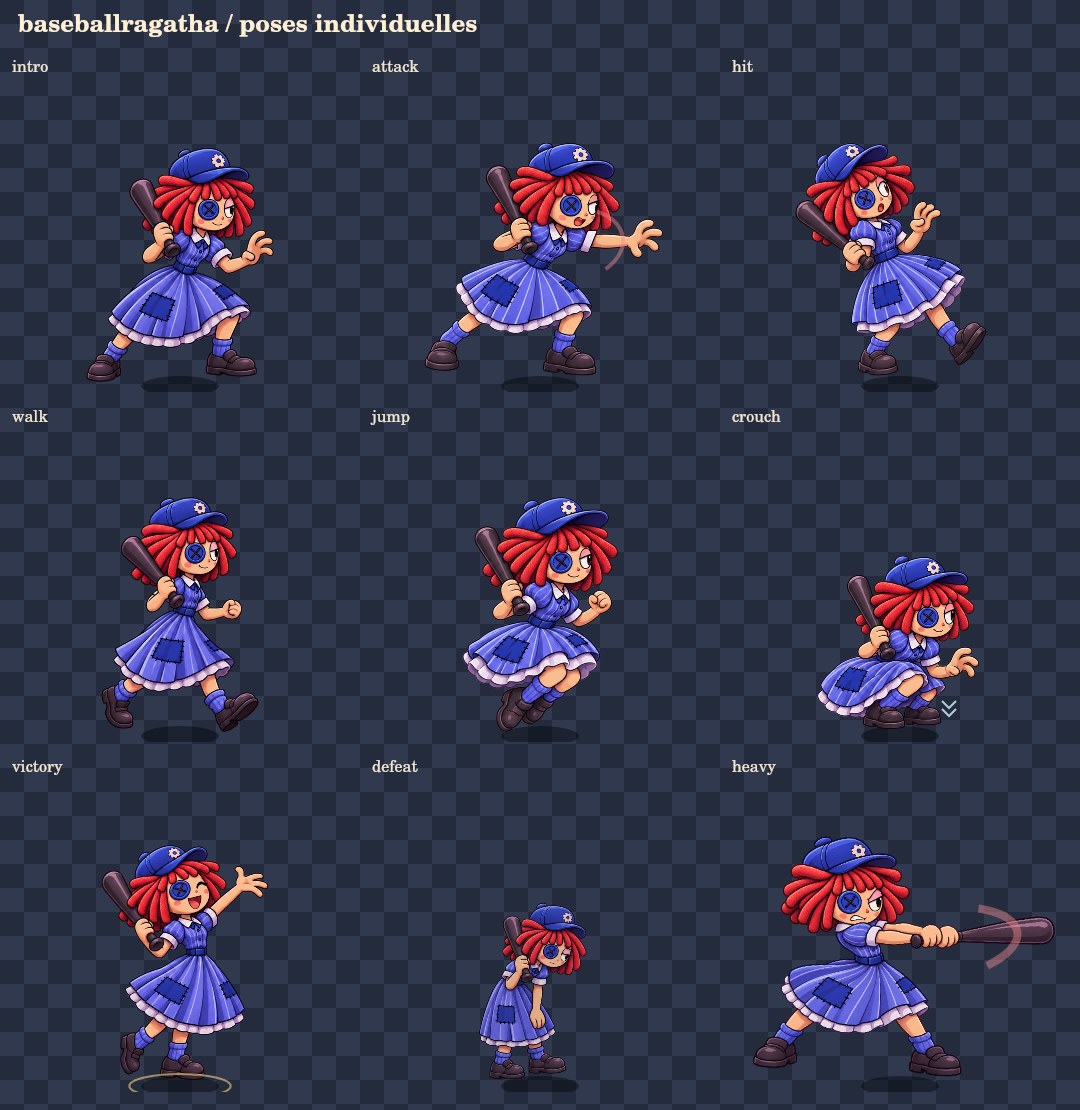 baseballragatha / poses individuelles
intro
attack
hit
walk
jump
crouch
victory
defeat
heavy